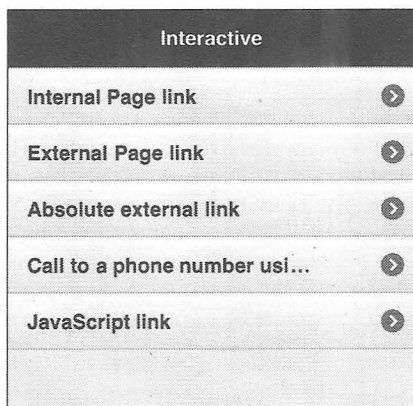 Interactive
Internal Page link
External Page link
Absolute external link
Call to a phone number usi...
JavaScript link